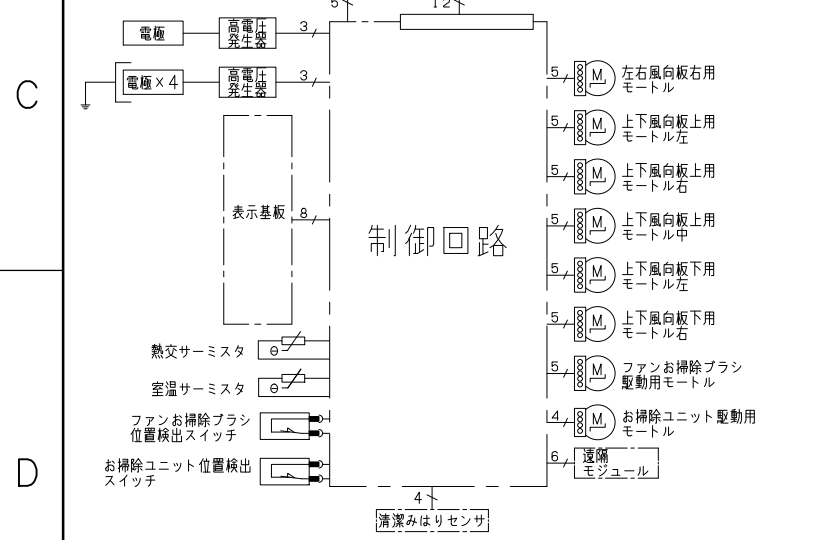 5
12
電極
高電圧
発生器
3
C
電極×4
高電圧
発生器
3
表示基板
8
制御回路
5
M
左右風向板右用
モートル
5
M
上下風向板上用
モートル左
5
M
上下風向板上用
モートル右
5
M
上下風向板上用
モートル中
5
M
上下風向板下用
モートル左
5
M
上下風向板下用
モートル右
熱交サーミスタ
θ
室温サーミスタ
θ
5
M
ファンお掃除ブラシ
駆動用モートル
ファンお掃除ブラシ
位置検出スイッチ
4
M
お掃除ユニット駆動用
モートル
D
お掃除ユニット位置検出
スイッチ
6
遠隔
モジュール
4
清潔みはりセンサ